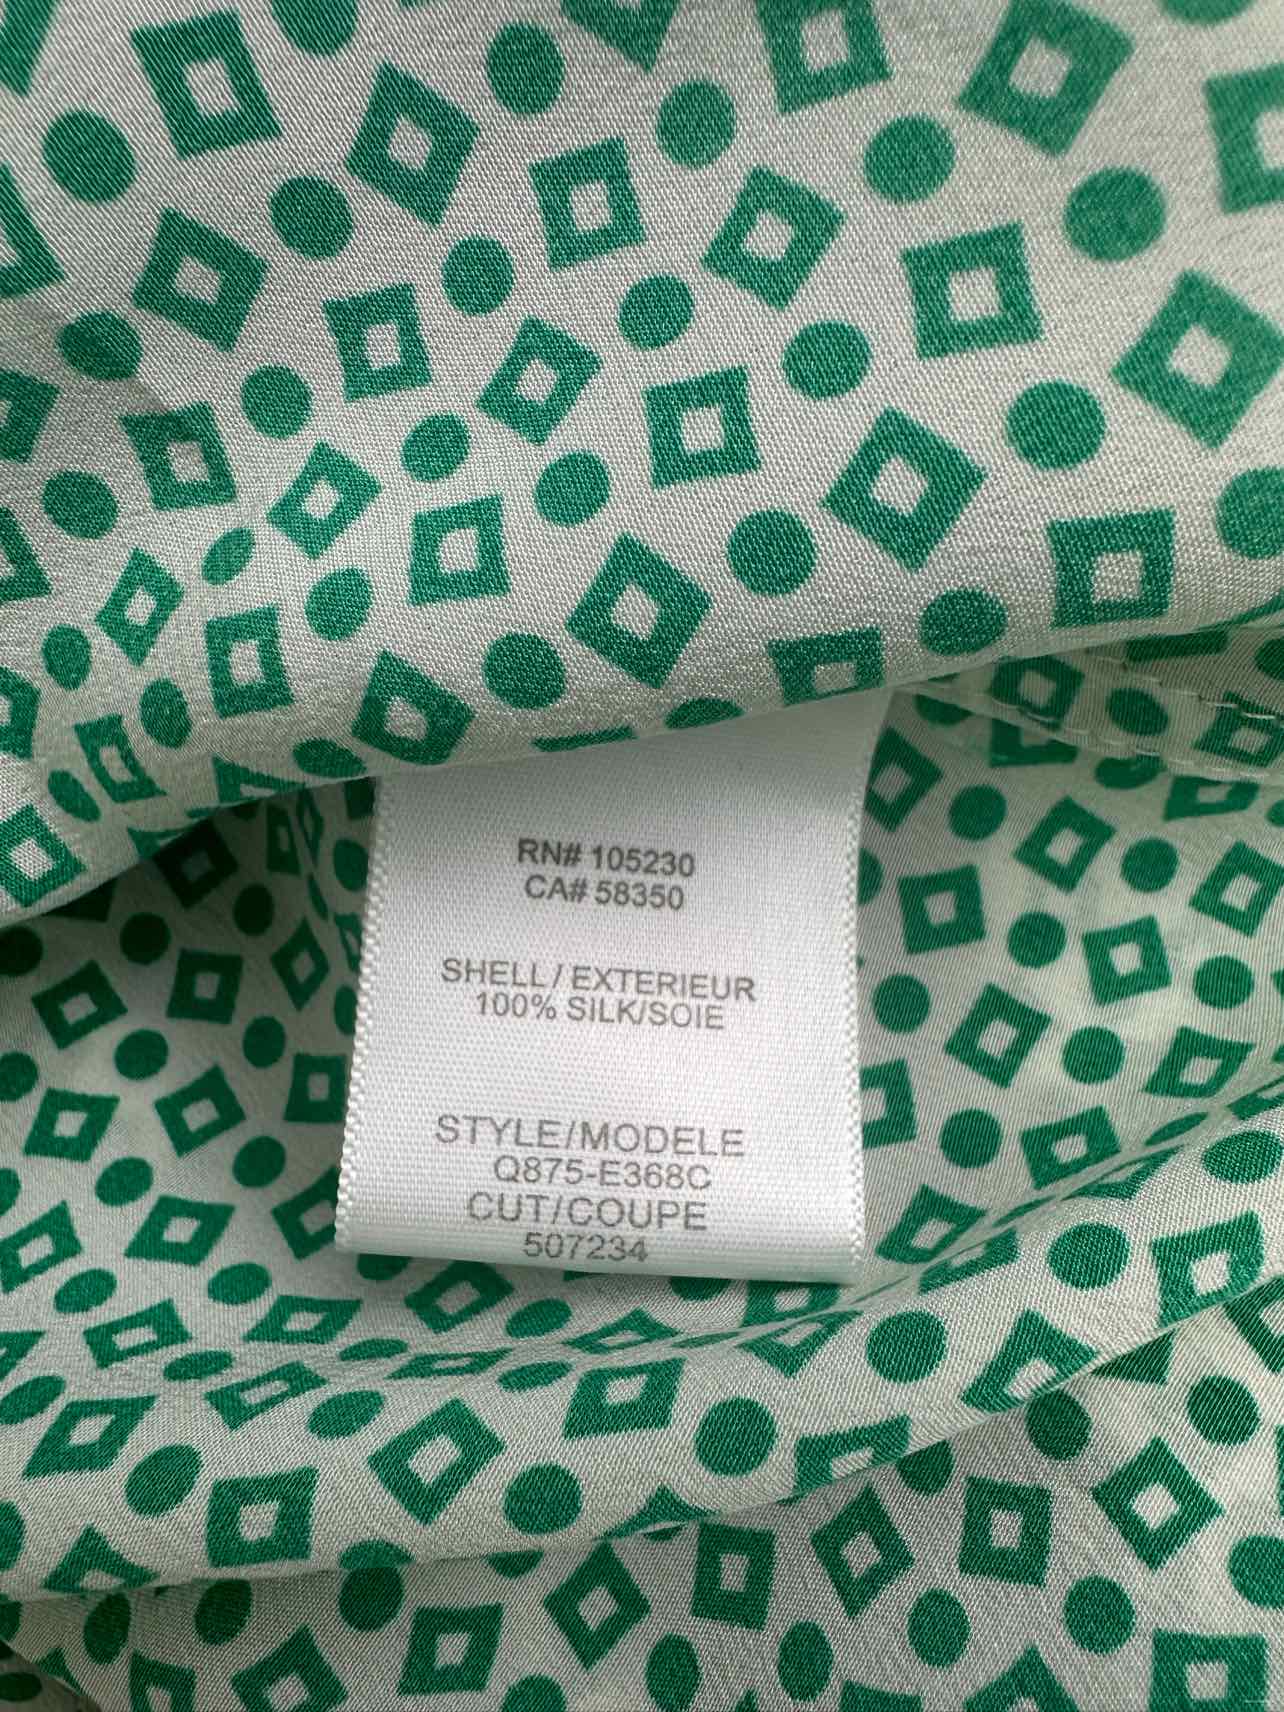 RN# 105230
CA# 58350
SHELL/EXTERIEUR
100% SILK/SOIE
STYLE/MODELE
Q875-E368C
CUT/COUPE
507234